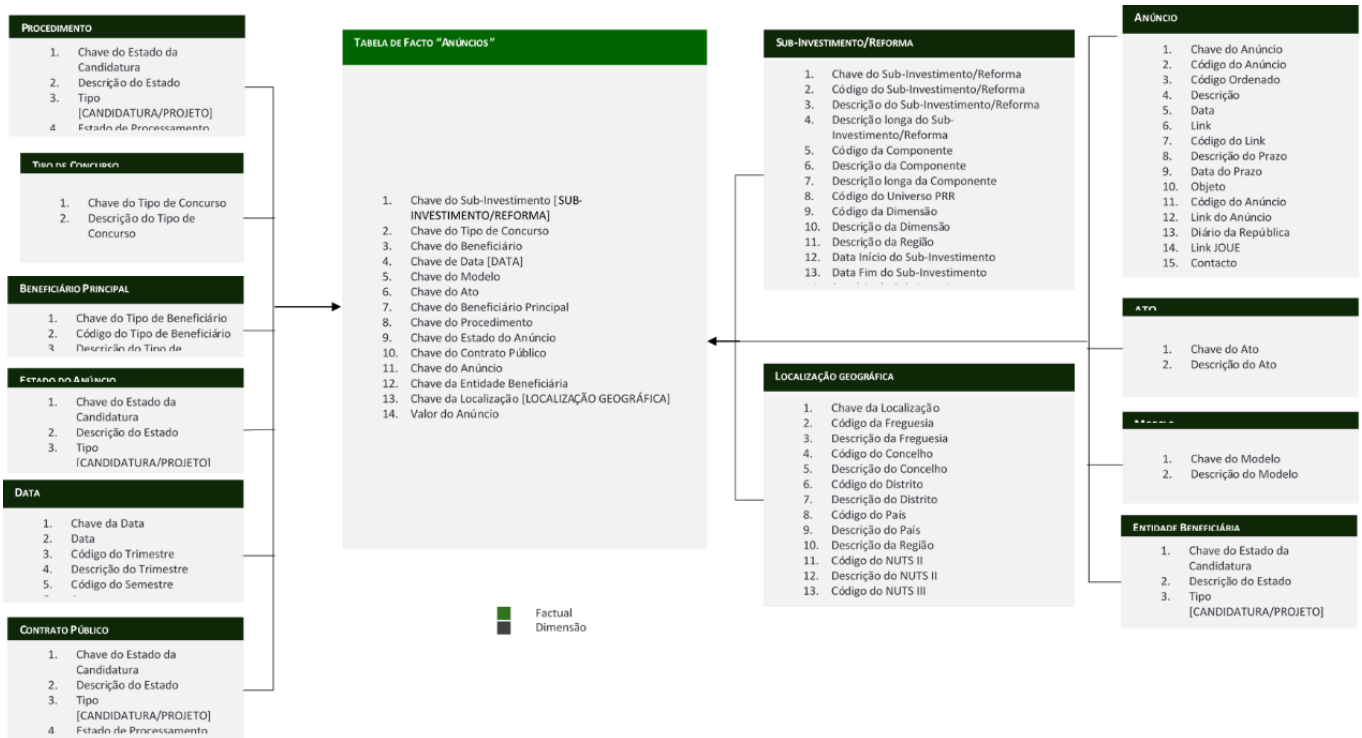 PROCEDIMENTO
1. Chave do Estado da
Candidatura
2. Descrição do Estado
3. Tipo
[CANDIDATURA/PROJETO]
4. Estado de Processamento
TIPO DE CONCURSO
1. Chave do Tipo de Concurso
2. Descrição do Tipo de
Concurso
BENEFICIÁRIO PRINCIPAL
1. Chave do Tipo de Beneficiário
2. Código do Tipo de Beneficiário
3. Descrição do Tipo de
ESTADO DO ANÚNCIO
1. Chave do Estado da
Candidatura
2. Descrição do Estado
3. Tipo
[CANDIDATURA/PROJETO]
DATA
1. Chave da Data
2. Data
3. Código do Trimestre
4. Descrição do Trimestre
5. Código do Semestre
CONTRATO PÚBLICO
1. Chave do Estado da
Candidatura
2. Descrição do Estado
3. Tipo
[CANDIDATURA/PROJETO]
4. Estado de Processamento
TABELA DE FACTO "ANÚNCIOS"
1. Chave do Sub-Investimento [SUB-
INVESTIMENTO/REFORMA]
2. Chave do Tipo de Concurso
3. Chave do Beneficiário
4. Chave de Data [DATA]
5. Chave do Modelo
6. Chave do Ato
7. Chave do Beneficiário Principal
8. Chave do Procedimento
9. Chave do Estado do Anúncio
10. Chave do Contrato Público
11. Chave do Anúncio
12. Chave da Entidade Beneficiária
13. Chave da Localização [LOCALIZAÇÃO GEOGRÁFICA]
14. Valor do Anúncio
Factual
Dimensão
SUB-INVESTIMENTO/REFORMA
1. Chave do Sub-Investimento/Reforma
2. Código do Sub-Investimento/Reforma
3. Descrição do Sub-Investimento/Reforma
4. Descrição longa do Sub-
Investimento/Reforma
5. Código da Componente
6. Descrição da Componente
7. Descrição longa da Componente
8. Código do Universo PRR
9. Código da Dimensão
10. Descrição da Dimensão
11. Descrição da Região
12. Data Início do Sub-Investimento
13. Data Fim do Sub-Investimento
LOCALIZAÇÃO GEOGRÁFICA
1. Chave da Localização
2. Código da Freguesia
3. Descrição da Freguesia
4. Código do Concelho
5. Descrição do Concelho
6. Código do Distrito
7. Descrição do Distrito
8. Código do País
9. Descrição do País
10. Descrição da Região
11. Código do NUTS II
12. Descrição do NUTS II
13. Código do NUTS III
ANÚNCIO
1. Chave do Anúncio
2. Código do Anúncio
3. Código Ordenado
4. Descrição
5. Data
6. Link
7. Código do Link
8. Descrição do Prazo
9. Data do Prazo
10. Objeto
11. Código do Anúncio
12. Link do Anúncio
13. Diário da República
14. Link JOUE
15. Contacto
ATO
1. Chave do Ato
2. Descrição do Ato
1. Chave do Modelo
2. Descrição do Modelo
ENTIDADE BENEFICIÁRIA
1. Chave do Estado da
Candidatura
2. Descrição do Estado
3. Tipo
[CANDIDATURA/PROJETO]